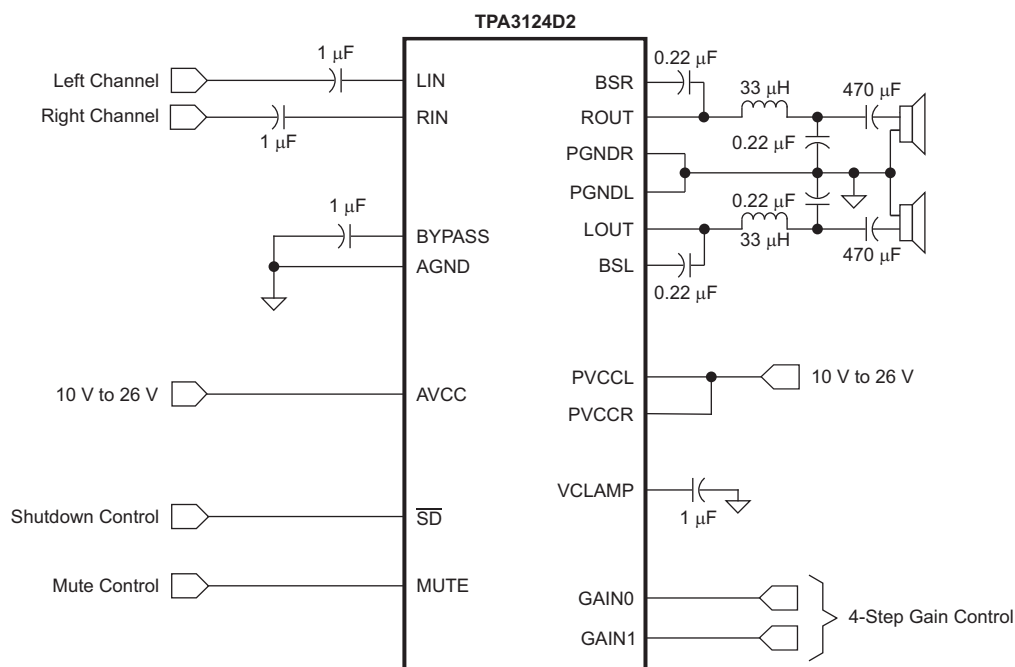 TPA3124D2
1 μF
Left Channel
LIN
Right Channel
RIN
1 μF
1 μF
BYPASS
AGND
10 V to 26 V
AVCC
Shutdown Control
SD
Mute Control
MUTE
0.22 μF
BSR
33 μH
470 μF
ROUT
0.22 μF
PGNDR
PGNDL
0.22 μF
LOUT
33 μH
470 μF
BSL
0.22 μF
PVCCL
10 V to 26 V
PVCCR
VCLAMP
1 μF
GAIN0
4-Step Gain Control
GAIN1